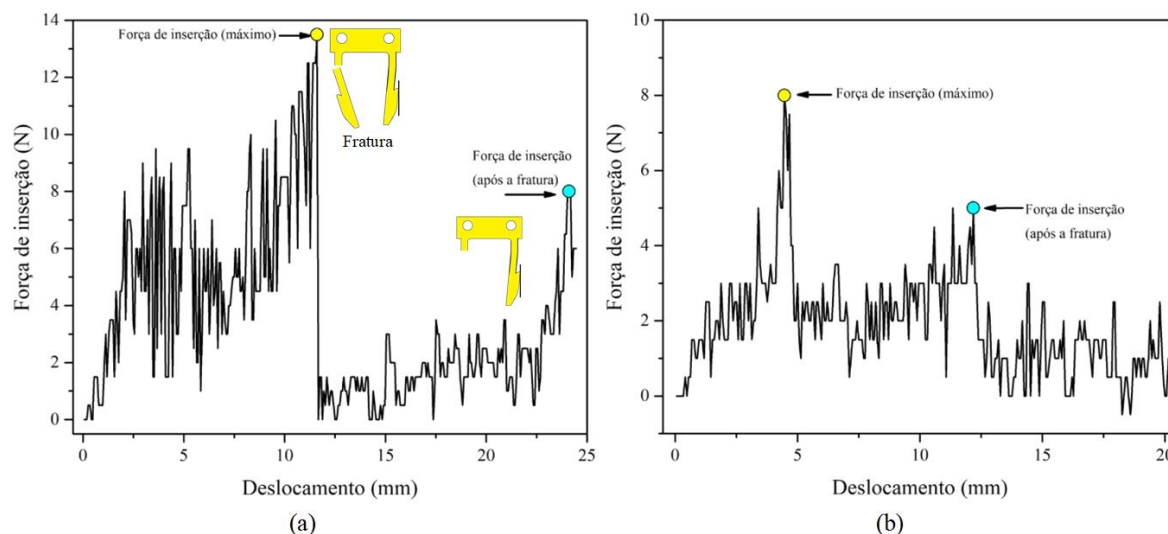 14
12
10
8
6
4
2
0
Força de inserção (N)
Força de inserção (máximo)
Fratura
Força de inserção
(após a fratura)
0
5
10
15
20
25
Deslocamento (mm)
(a)
10
8
6
4
2
0
Força de inserção (N)
Força de inserção (máximo)
Força de inserção
(após a fratura)
0
5
10
15
20
Deslocamento (mm)
(b)